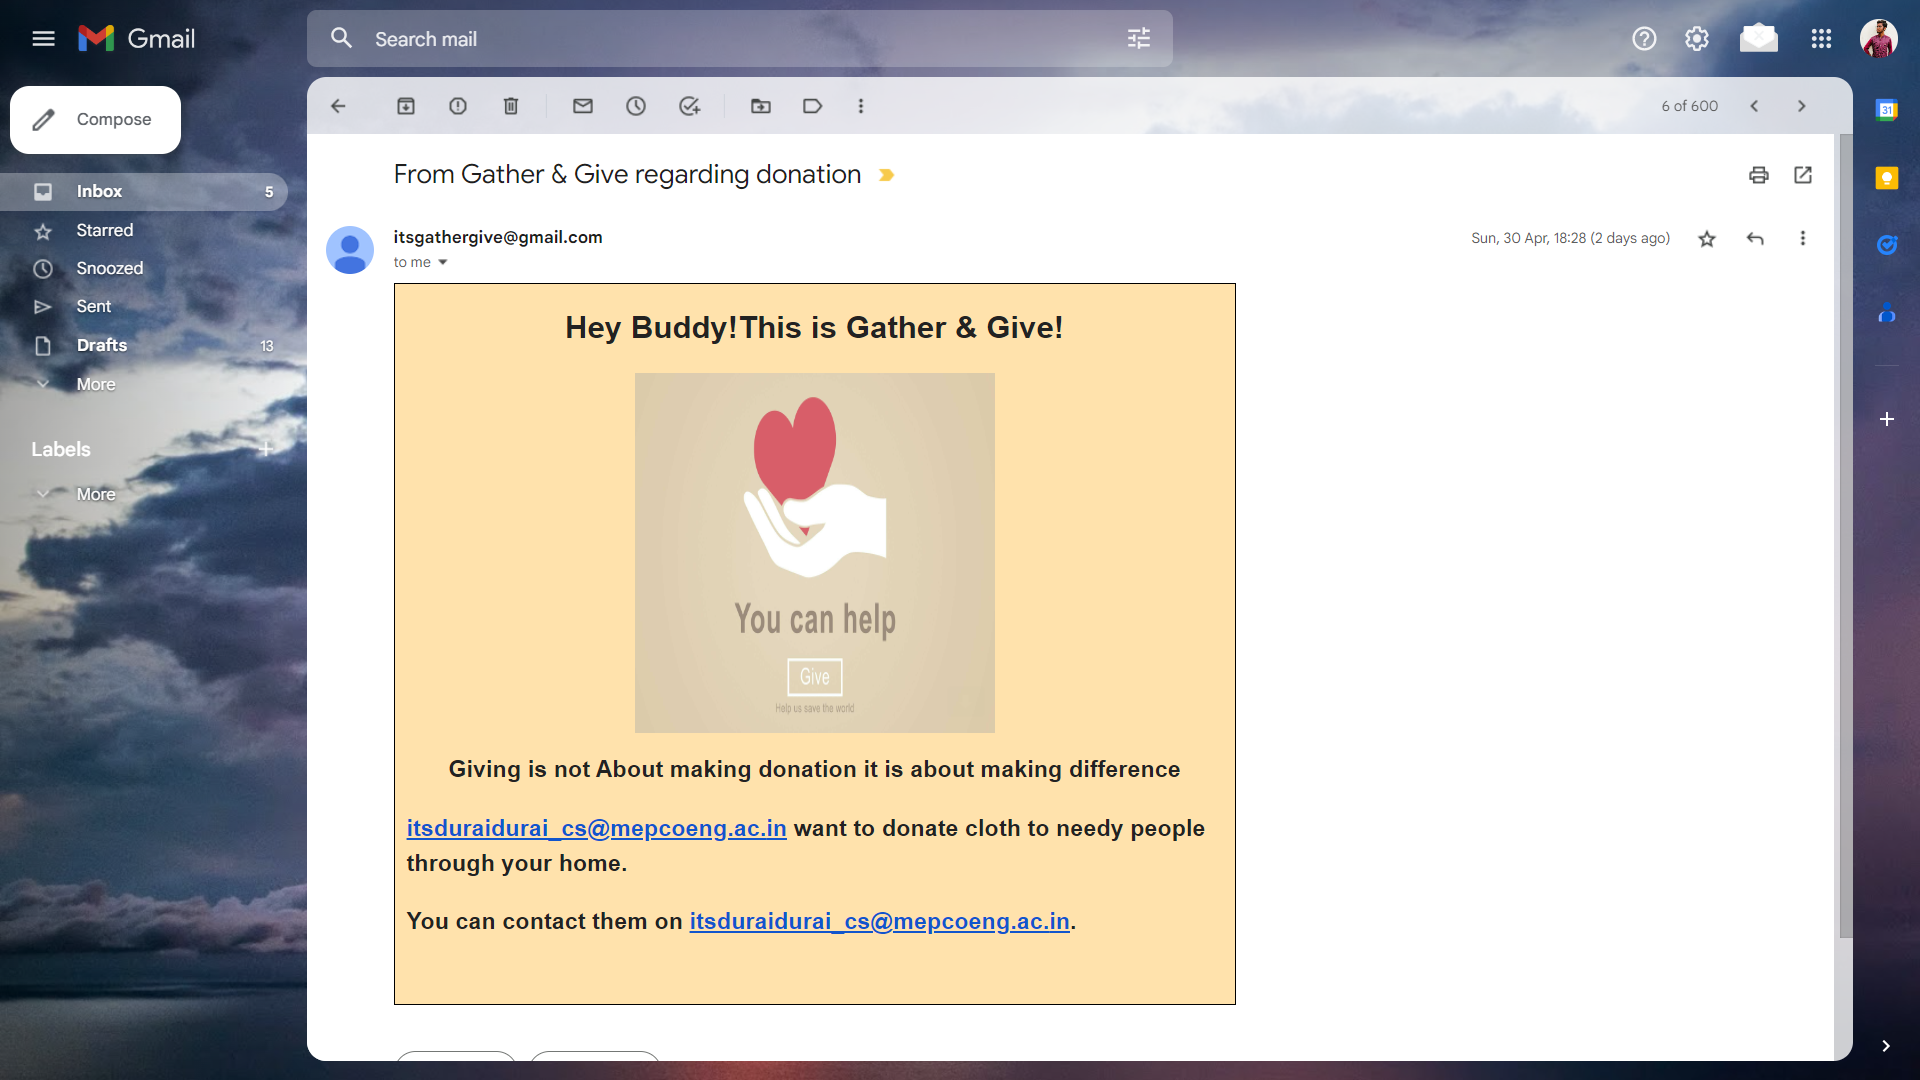 Gmail
Search mail
Compose
6 of 600
31
Inbox 5
Starred
Snoozed
Sent
Drafts 13
More
Labels
More
From Gather & Give regarding donation
itsgathergive@gmail.com
Sun, 30 Apr, 18:28 (2 days ago)
to me
Hey Buddy!This is Gather & Give!
You can help
Give
Help us save the world
Giving is not About making donation it is about making difference
itsduraidurai_cs@mepcoeng.ac.in want to donate cloth to needy people
through your home.
You can contact them on itsduraidurai_cs@mepcoeng.ac.in.